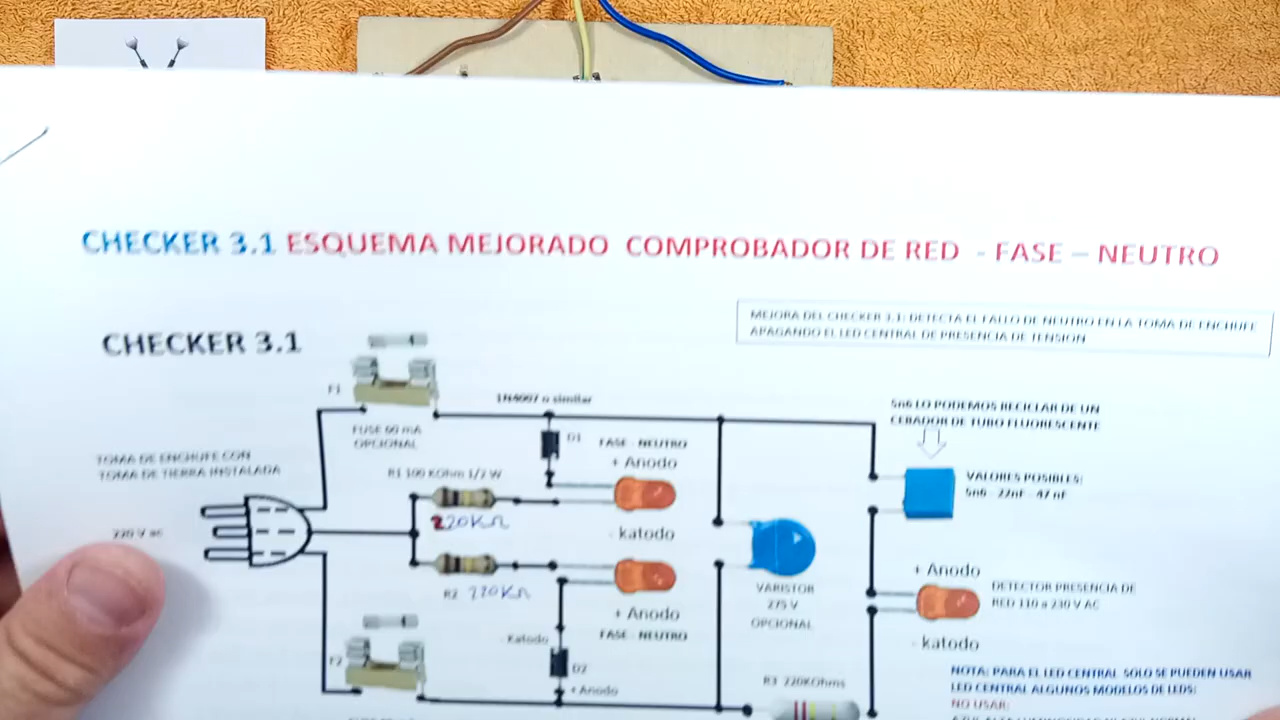 CHECKER 3.1 ESQUEMA MEJORADO COMPROBADOR DE RED - FASE – NEUTRO
MEJORA DEL CHECKER 3.1: DETECTA EL FALLO DE NEUTRO EN LA TOMA DE ENCHUFE
APAGANDO EL LED CENTRAL DE PRESENCIA DE TENSION
CHECKER 3.1
F1
FUSE 60 mA
OPCIONAL
1N4007 o similar
D1
FASE - NEUTRO
+ Anodo
5n6 LO PODEMOS RECICLAR DE UN
CEBADOR DE TUBO FLUORESCENTE
TOMA DE ENCHUFE CON
TOMA DE TIERRA INSTALADA
R1 100 KOhm 1/2 W
220KΩ
VALORES POSIBLES:
5n6 - 22nF - 47 nF
220 V ac
- katodo
R2 220KΩ
+ Anodo
FASE - NEUTRO
VARISTOR
275 V
OPCIONAL
+ Anodo
DETECTOR PRESENCIA DE
RED 110 a 230 V AC
- katodo
- Katodo
F2
D2
+ Anodo
R3 220KOhms
NOTA: PARA EL LED CENTRAL SOLO SE PUEDEN USAR
LED CENTRAL ALGUNOS MODELOS DE LEDS:
NO USAR: